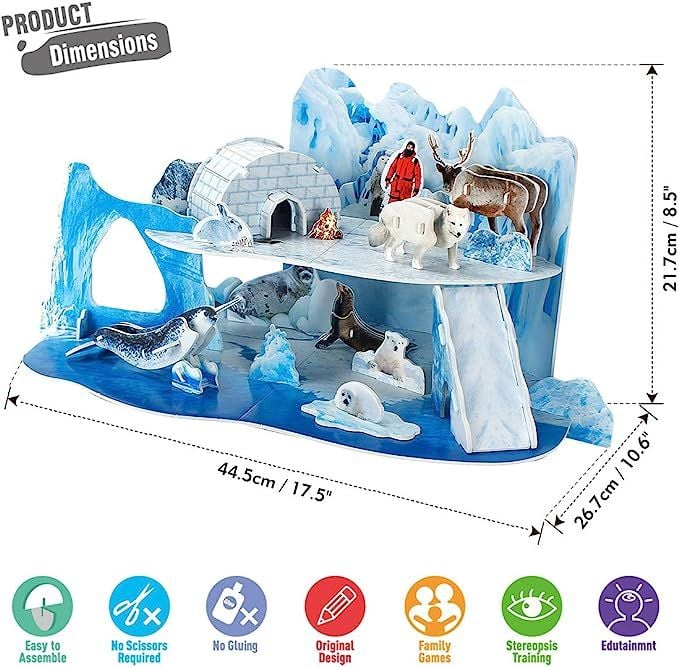 PRODUCT
Dimensions
21.7cm / 8.5"
44.5cm / 17.5"
26.7cm / 10.6"
Easy to
Assemble
No Scissors
Required
No Gluing
Original
Design
Family
Games
Stereopsis
Training
Edutainmnt